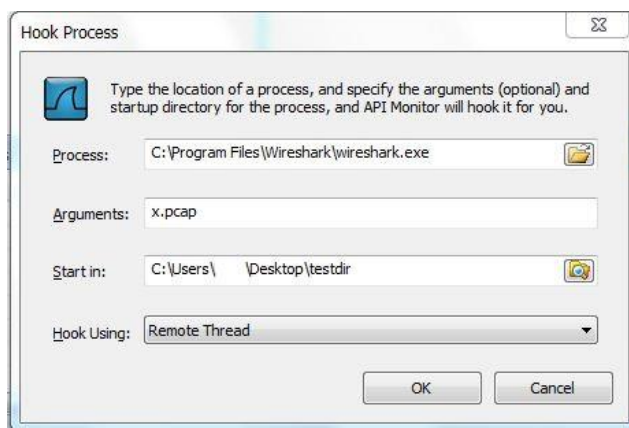 Hook Process
Type the location of a process, and specify the arguments (optional) and
startup directory for the process, and API Monitor will hook it for you.
Process: C:\Program Files\Wireshark\wireshark.exe
Arguments: x.pcap
Start in: C:\Users\ \Desktop\testdir
Hook Using: Remote Thread
OK Cancel